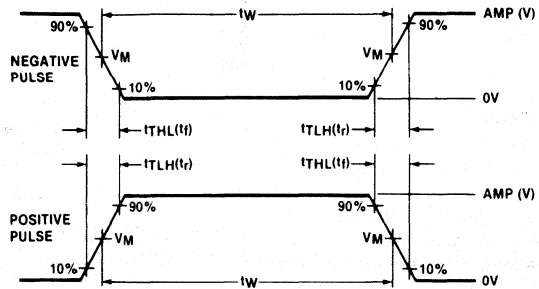 tW
AMP (V)
90%
90%
NEGATIVE
PULSE
VM
VM
10%
10%
0V
tTHL(tf)
tTLH(tr)
tTLH(tr)
tTHL(tf)
AMP (V)
90%
90%
POSITIVE
PULSE
VM
VM
10%
10%
tW
0V